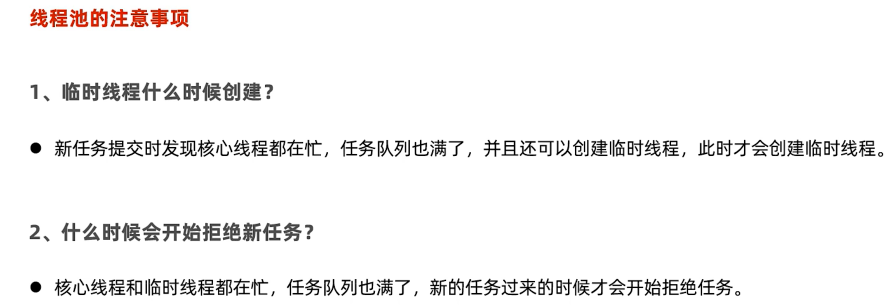 线程池的注意事项
1、临时线程什么时候创建？
● 新任务提交时发现核心线程都在忙，任务队列也满了，并且还可以创建临时线程，此时才会创建临时线程。
2、什么时候会开始拒绝新任务？
● 核心线程和临时线程都在忙，任务队列也满了，新的任务过来的时候才会开始拒绝任务。